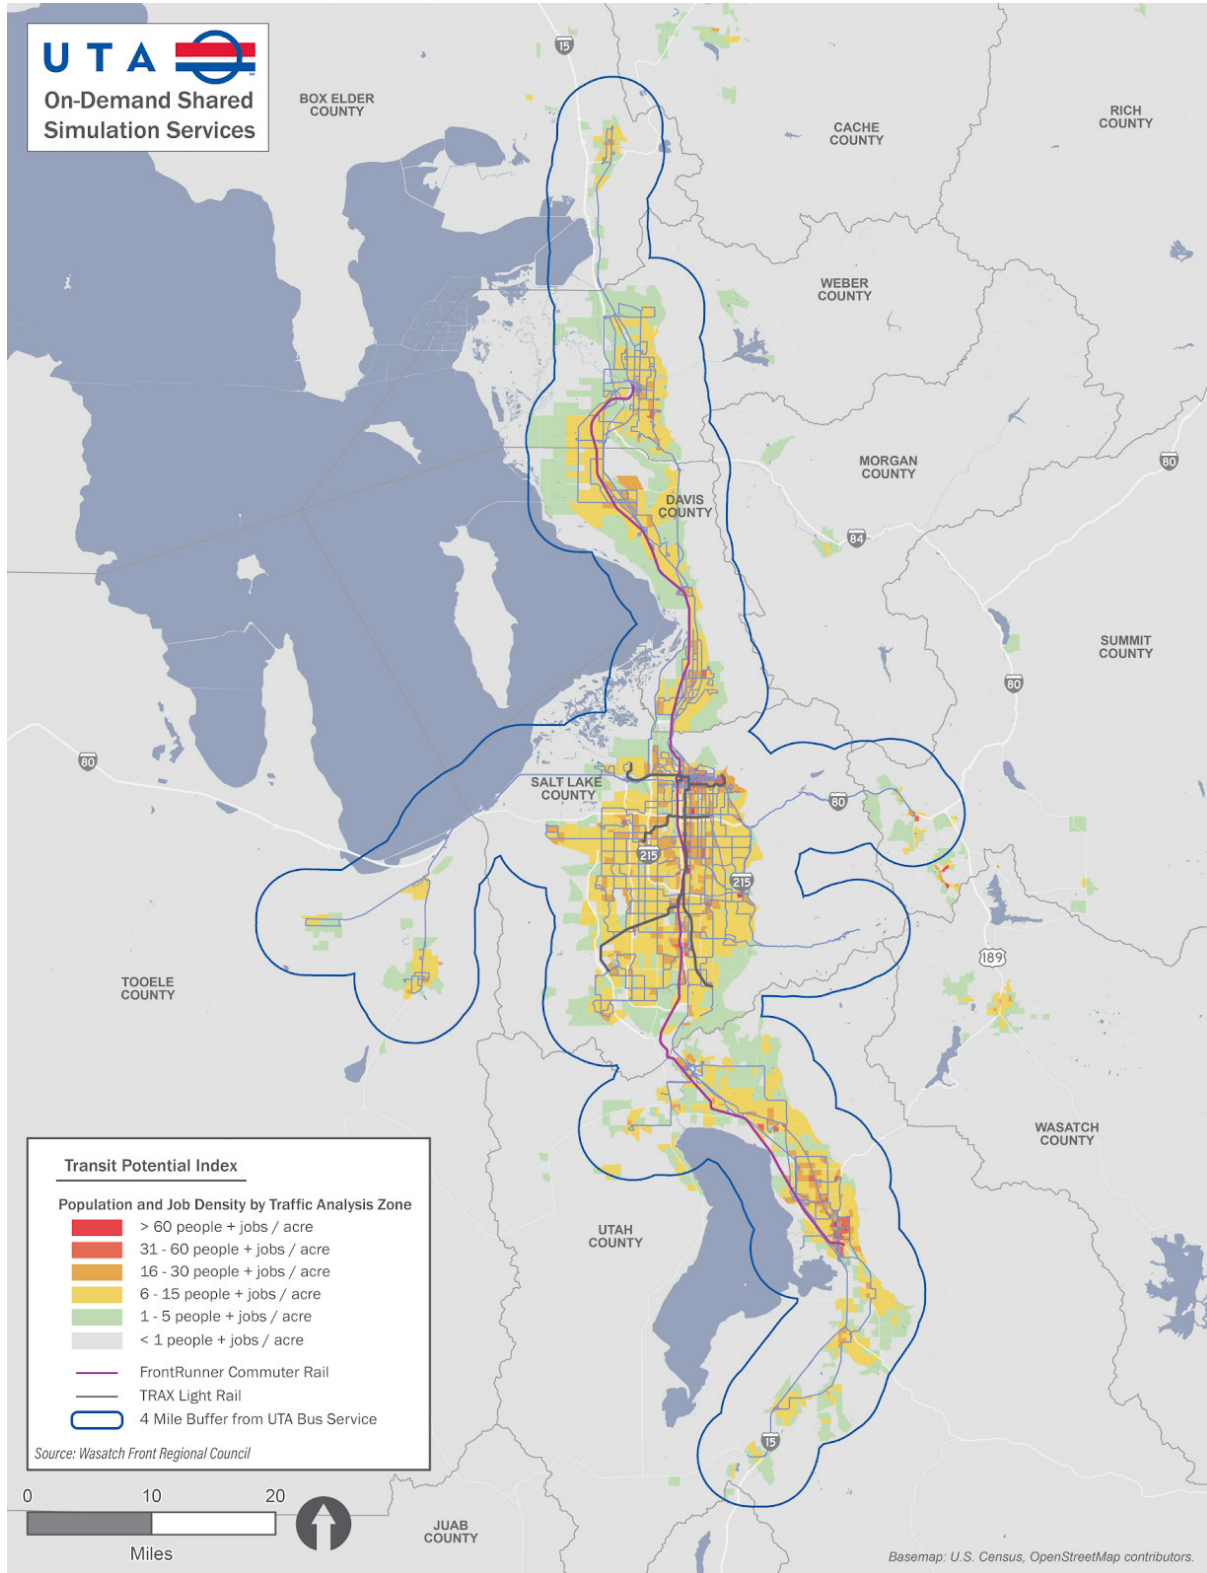 UTA
On-Demand Shared
Simulation Services
15
BOX ELDER
COUNTY
CACHE
COUNTY
RICH
COUNTY
WEBER
COUNTY
MORGAN
COUNTY
80
DAVIS
COUNTY
84
SUMMIT
COUNTY
80
80
SALT LAKE
COUNTY
80
215
215
189
TOOELE
COUNTY
WASATCH
COUNTY
UTAH
COUNTY
15
JUAB
COUNTY
Transit Potential Index
Population and Job Density by Traffic Analysis Zone
> 60 people + jobs / acre
31 - 60 people + jobs / acre
16 - 30 people + jobs / acre
6 - 15 people + jobs / acre
1 - 5 people + jobs / acre
< 1 people + jobs / acre
FrontRunner Commuter Rail
TRAX Light Rail
4 Mile Buffer from UTA Bus Service
Source: Wasatch Front Regional Council
0 10 20
Miles
Basemap: U.S. Census, OpenStreetMap contributors.